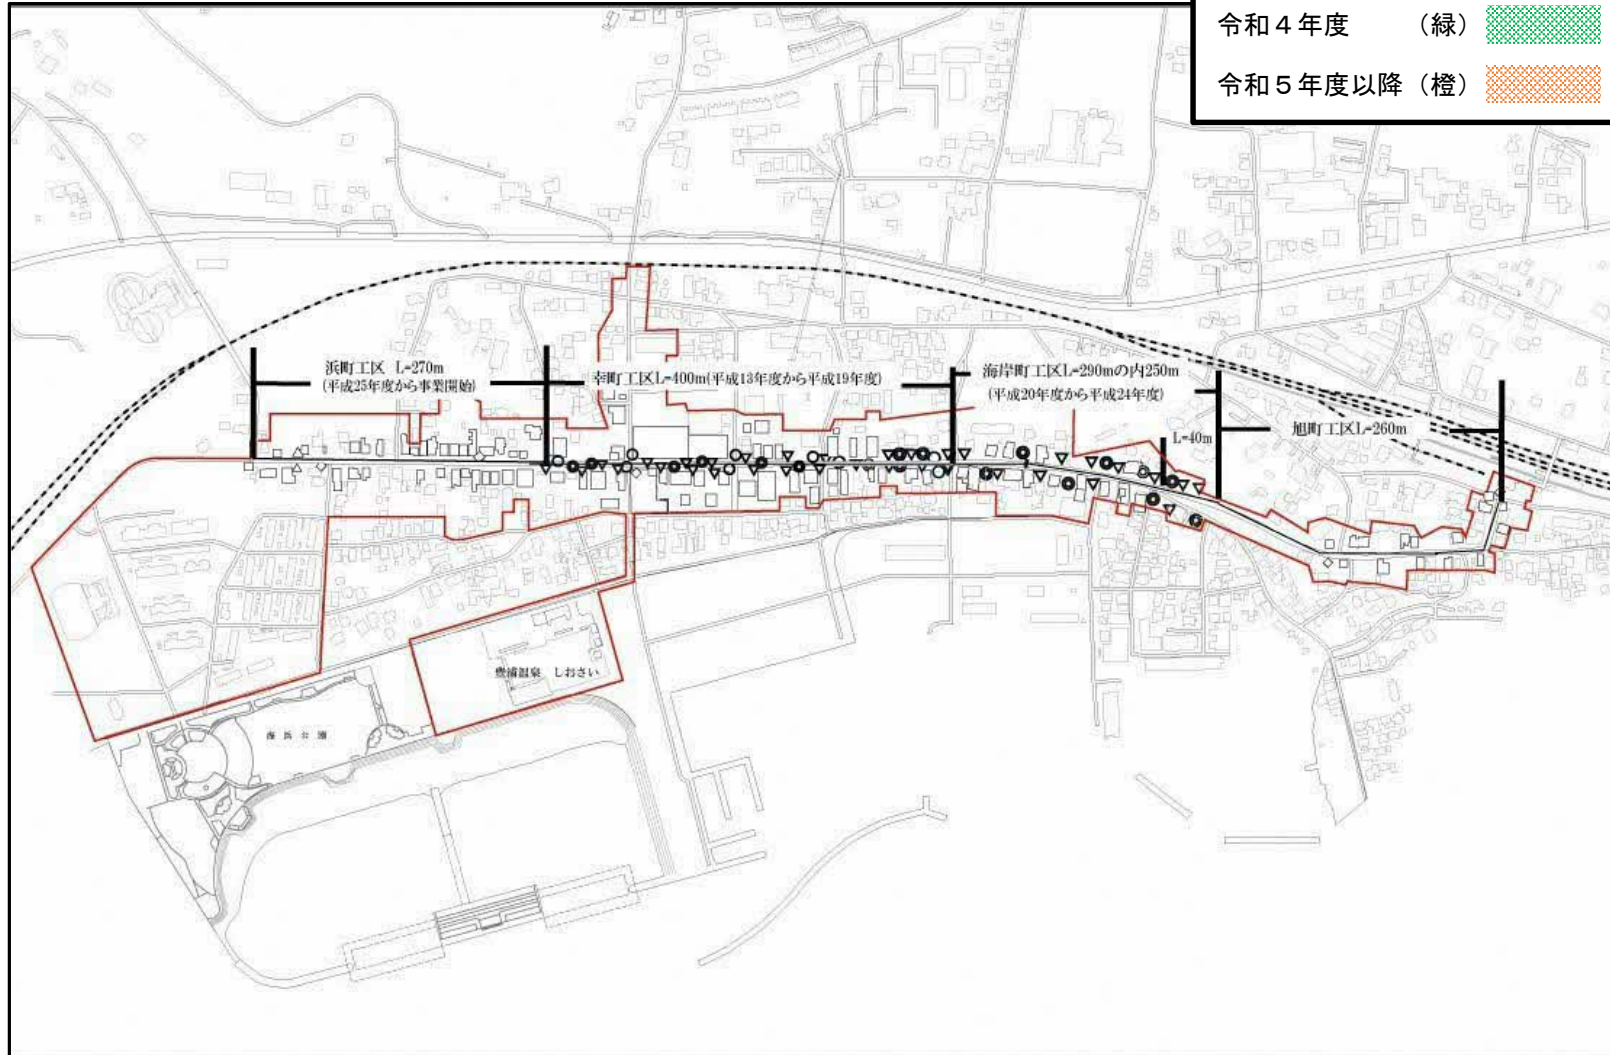 令和４年度　　（緑）
令和５年度以降（橙）
浜町工区 L=270m
(平成25年度から事業開始)
幸町工区L=400m(平成13年度から平成19年度)
海岸町工区L=290mの内250m
(平成20年度から平成24年度)
L=40m
旭町工区L=260m
豊浦温泉 しおさい
海浜公園